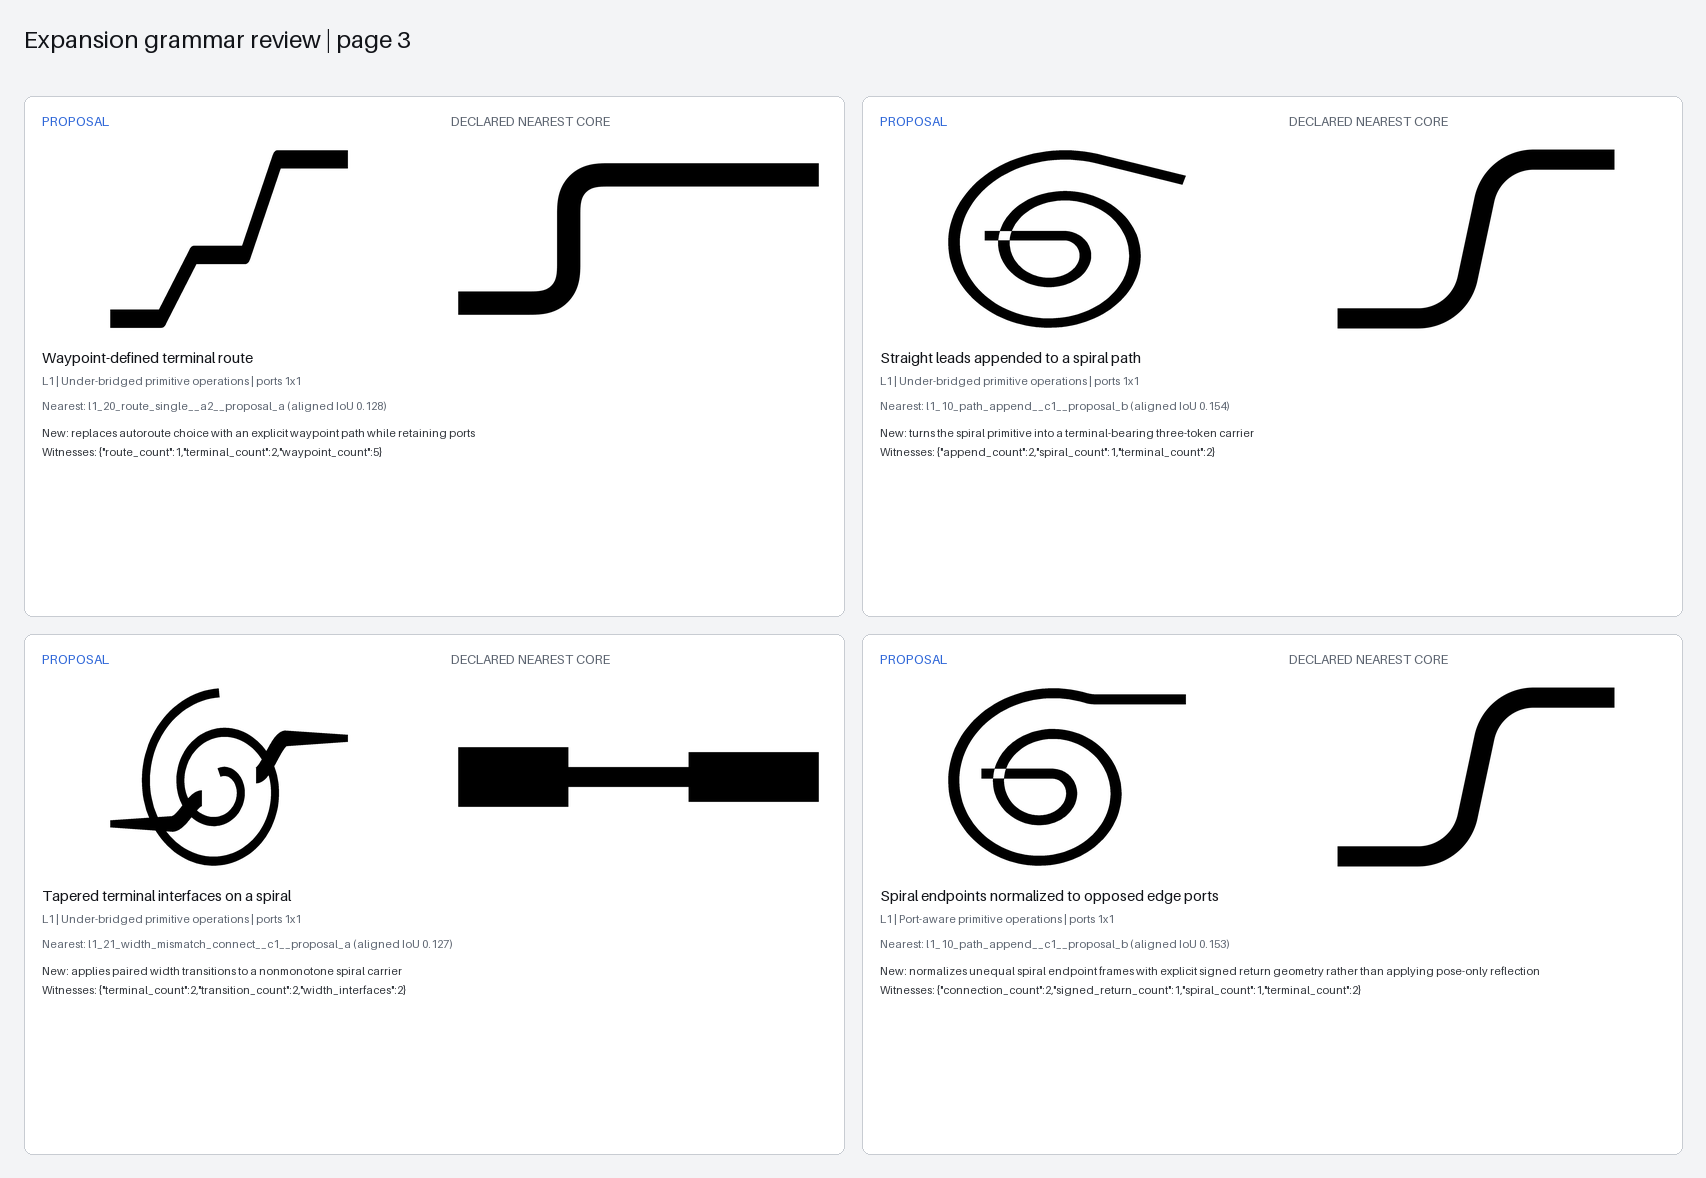 Expansion grammar review | page 3
PROPOSAL
DECLARED NEAREST CORE
Waypoint-defined terminal route
L1 | Under-bridged primitive operations | ports 1x1
Nearest: l1_20_route_single__a2__proposal_a (aligned IoU 0.128)
New: replaces autoroute choice with an explicit waypoint path while retaining ports
Witnesses: {"route_count":1,"terminal_count":2,"waypoint_count":5}
PROPOSAL
DECLARED NEAREST CORE
Straight leads appended to a spiral path
L1 | Under-bridged primitive operations | ports 1x1
Nearest: l1_10_path_append__c1__proposal_b (aligned IoU 0.154)
New: turns the spiral primitive into a terminal-bearing three-token carrier
Witnesses: {"append_count":2,"spiral_count":1,"terminal_count":2}
PROPOSAL
DECLARED NEAREST CORE
Tapered terminal interfaces on a spiral
L1 | Under-bridged primitive operations | ports 1x1
Nearest: l1_21_width_mismatch_connect__c1__proposal_a (aligned IoU 0.127)
New: applies paired width transitions to a nonmonotone spiral carrier
Witnesses: {"terminal_count":2,"transition_count":2,"width_interfaces":2}
PROPOSAL
DECLARED NEAREST CORE
Spiral endpoints normalized to opposed edge ports
L1 | Port-aware primitive operations | ports 1x1
Nearest: l1_10_path_append__c1__proposal_b (aligned IoU 0.153)
New: normalizes unequal spiral endpoint frames with explicit signed return geometry rather than applying pose-only reflection
Witnesses: {"connection_count":2,"signed_return_count":1,"spiral_count":1,"terminal_count":2}